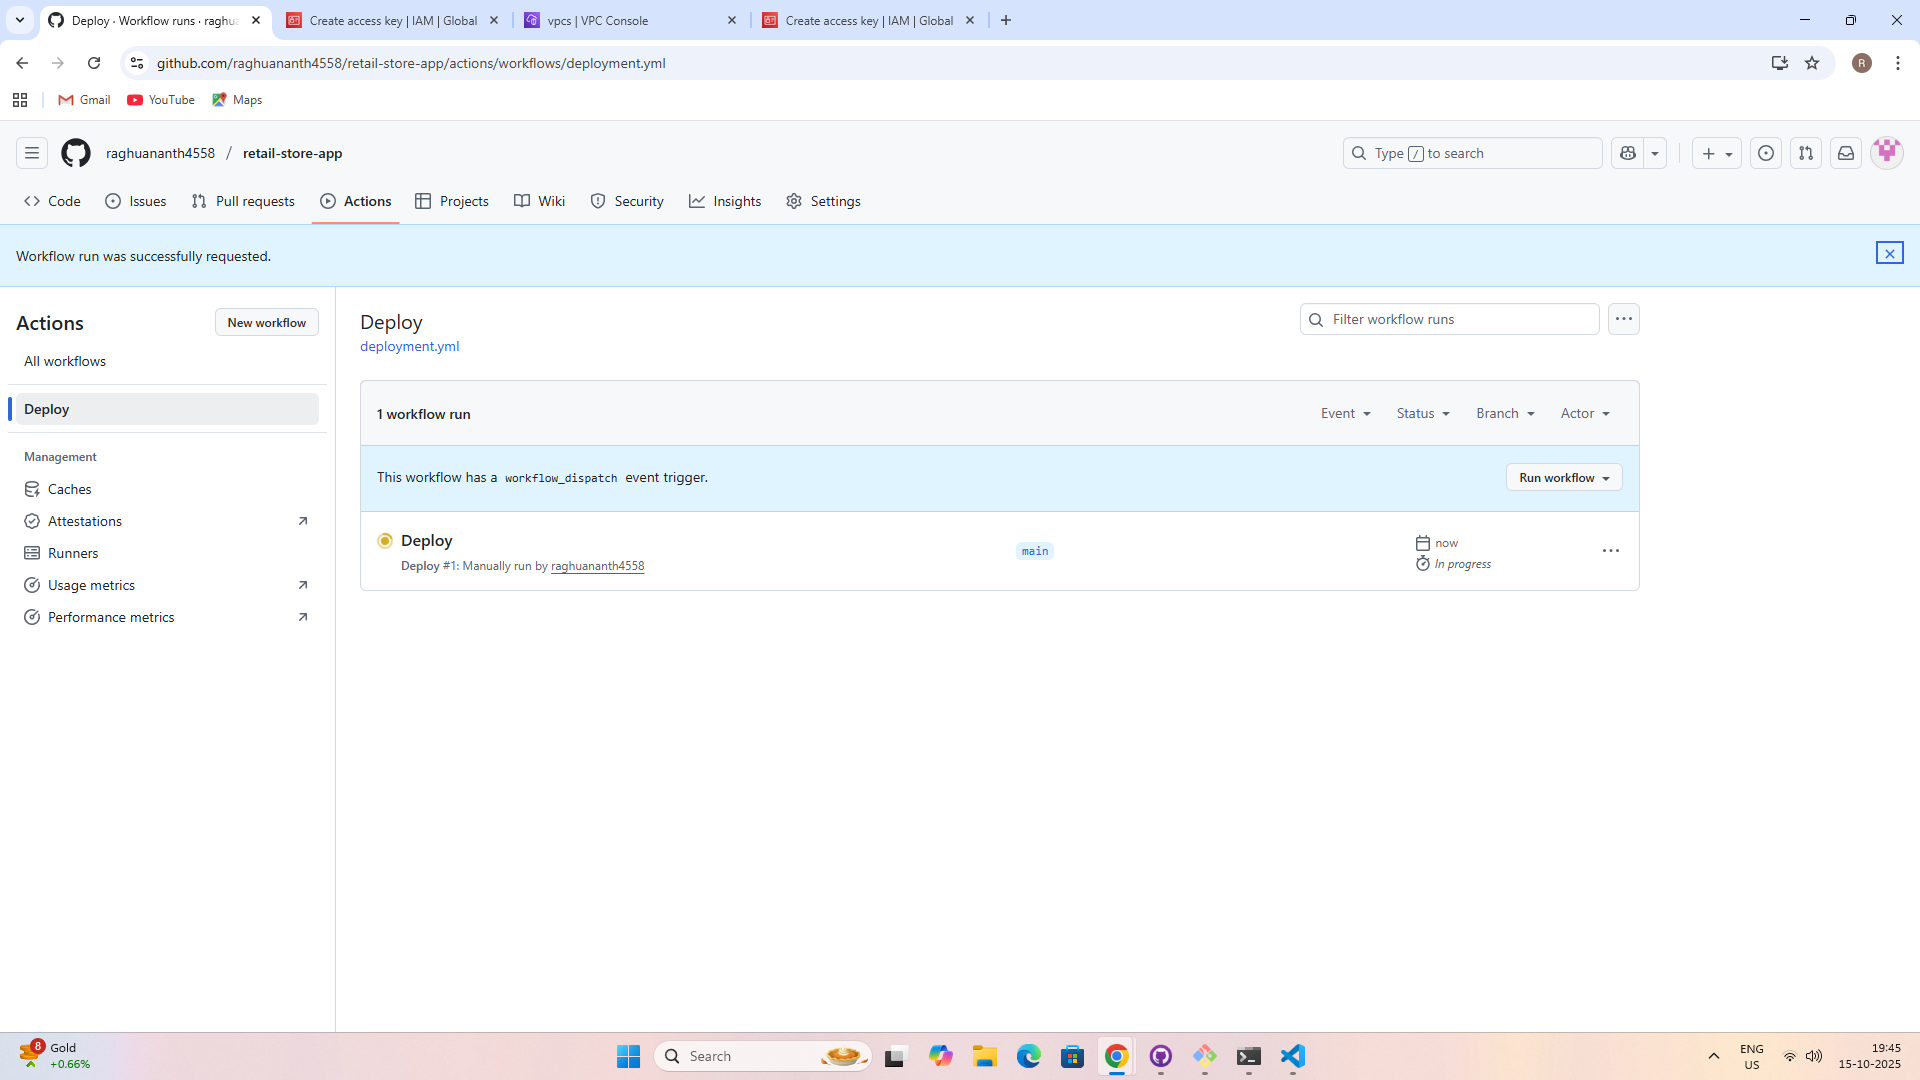 Deploy · Workflow runs · raghua
Create access key | IAM | Global
vpcs | VPC Console
Create access key | IAM | Global
github.com/raghuananth4558/retail-store-app/actions/workflows/deployment.yml
R
Gmail
YouTube
Maps
raghuananth4558 / retail-store-app
Type / to search
Code
Issues
Pull requests
Actions
Projects
Wiki
Security
Insights
Settings
Workflow run was successfully requested.
Actions
New workflow
All workflows
Deploy
Management
Caches
Attestations
Runners
Usage metrics
Performance metrics
Deploy
deployment.yml
Filter workflow runs
1 workflow run
Event
Status
Branch
Actor
This workflow has a workflow_dispatch event trigger.
Run workflow
Deploy
Deploy #1: Manually run by raghuananth4558
main
now
In progress
8
Gold
+0.66%
Search
ENG
US
19:45
15-10-2025